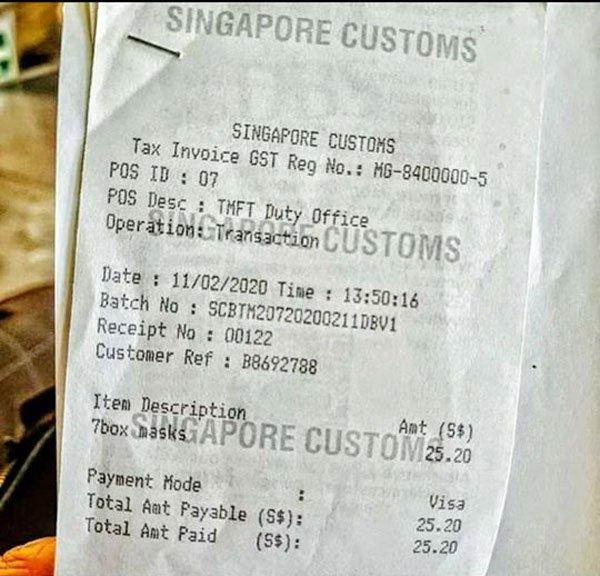 SINGAPORE CUSTOMS
SINGAPORE CUSTOMS
Tax Invoice GST Reg No.: MG-8400000-5
POS ID : 07
POS Desc : TMFT Duty Office
SINGAPORE CUSTOMS
Operation: Transaction
Date : 11/02/2020 Time : 13:50:16
Batch No : SCBTM20720200211DBV1
Receipt No : 00122
Customer Ref : B8692788
Item Description Amt (S$)
SINGAPORE CUSTOMS
7box masks 25.20
Payment Mode : Visa
Total Amt Payable (S$): 25.20
Total Amt Paid (S$): 25.20